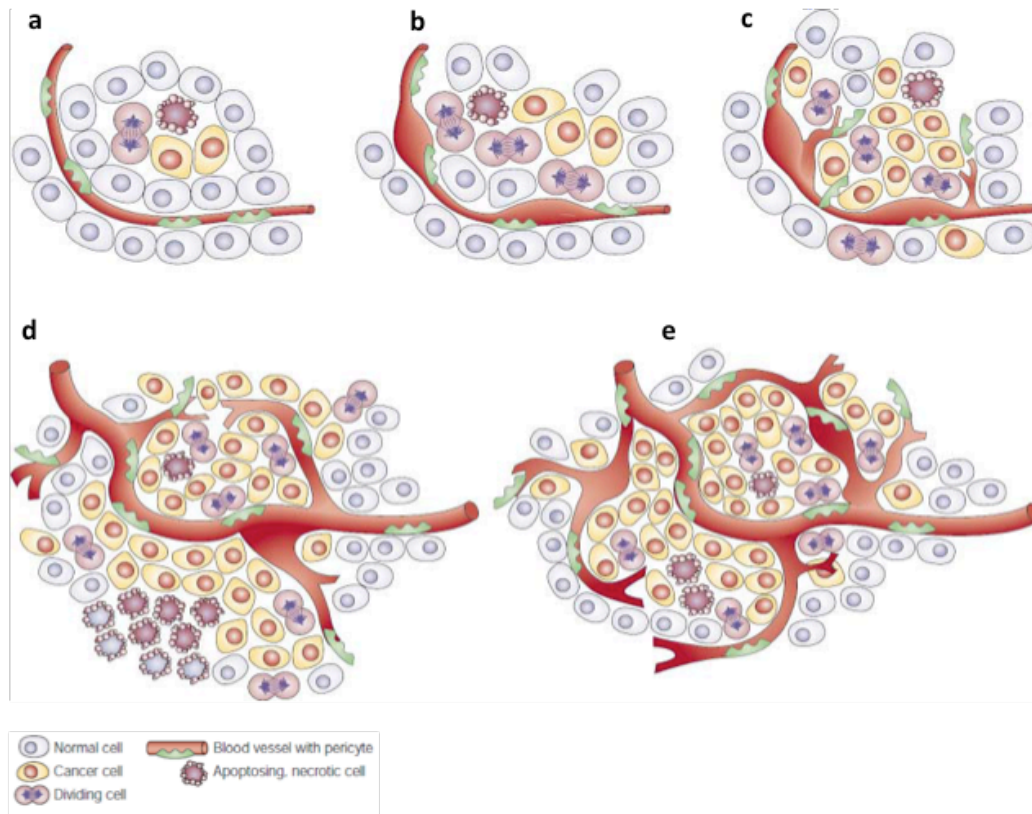 a
b
c
d
e
Normal cell
Cancer cell
Dividing cell
Blood vessel with pericyte
Apoptosing, necrotic cell